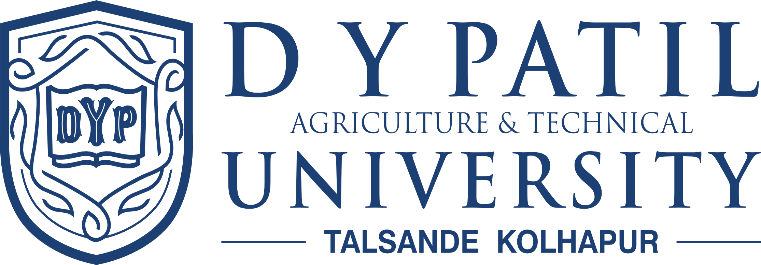 DYP
D Y PATIL
AGRICULTURE & TECHNICAL
UNIVERSITY
TALSANDE KOLHAPUR